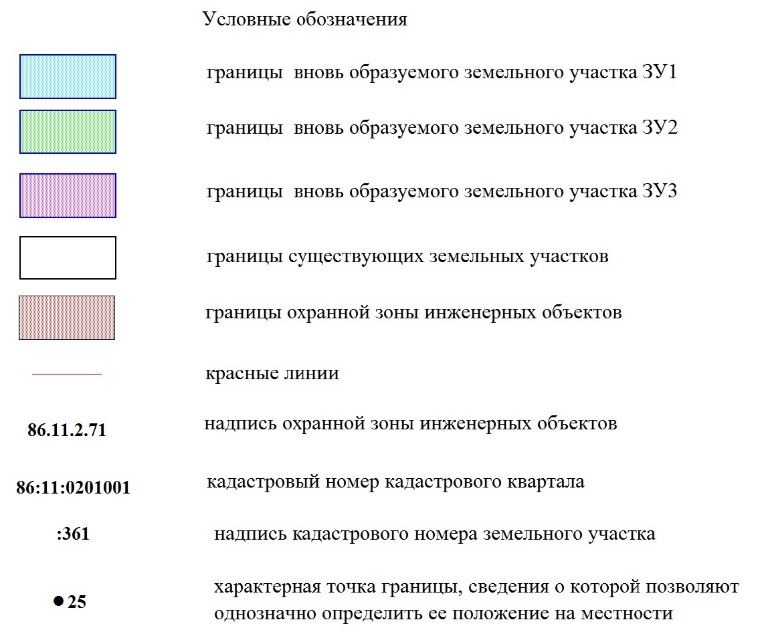 Условные обозначения
границы вновь образуемого земельного участка ЗУ1
границы вновь образуемого земельного участка ЗУ2
границы вновь образуемого земельного участка ЗУ3
границы существующих земельных участков
границы охранной зоны инженерных объектов
красные линии
86.11.2.71 надпись охранной зоны инженерных объектов
86:11:0201001 кадастровый номер кадастрового квартала
:361 надпись кадастрового номера земельного участка
25 характерная точка границы, сведения о которой позволяют
однозначно определить ее положение на местности